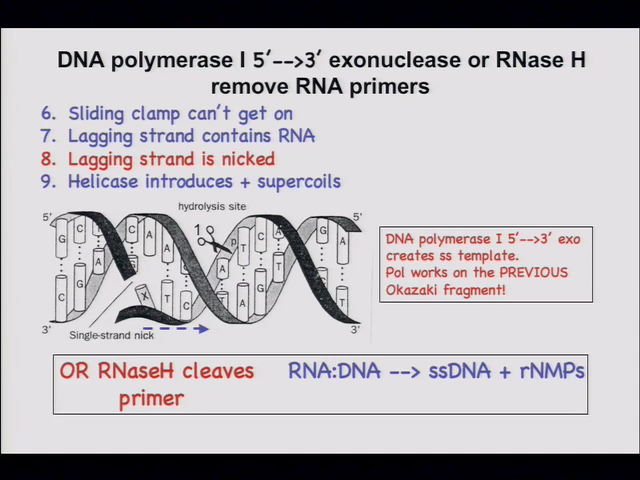 DNA polymerase I 5′-->3′ exonuclease or RNase H
remove RNA primers
6. Sliding clamp can't get on
7. Lagging strand contains RNA
8. Lagging strand is nicked
9. Helicase introduces + supercoils
hydrolysis site
5′
5′
1
G C A A P T C A G A
A G A
C G X T C A G T T
3′
3′
Single-strand nick
DNA polymerase I 5′-->3′ exo
creates ss template.
Pol works on the PREVIOUS
Okazaki fragment!
OR RNaseH cleaves
primer
RNA:DNA --> ssDNA + rNMPs